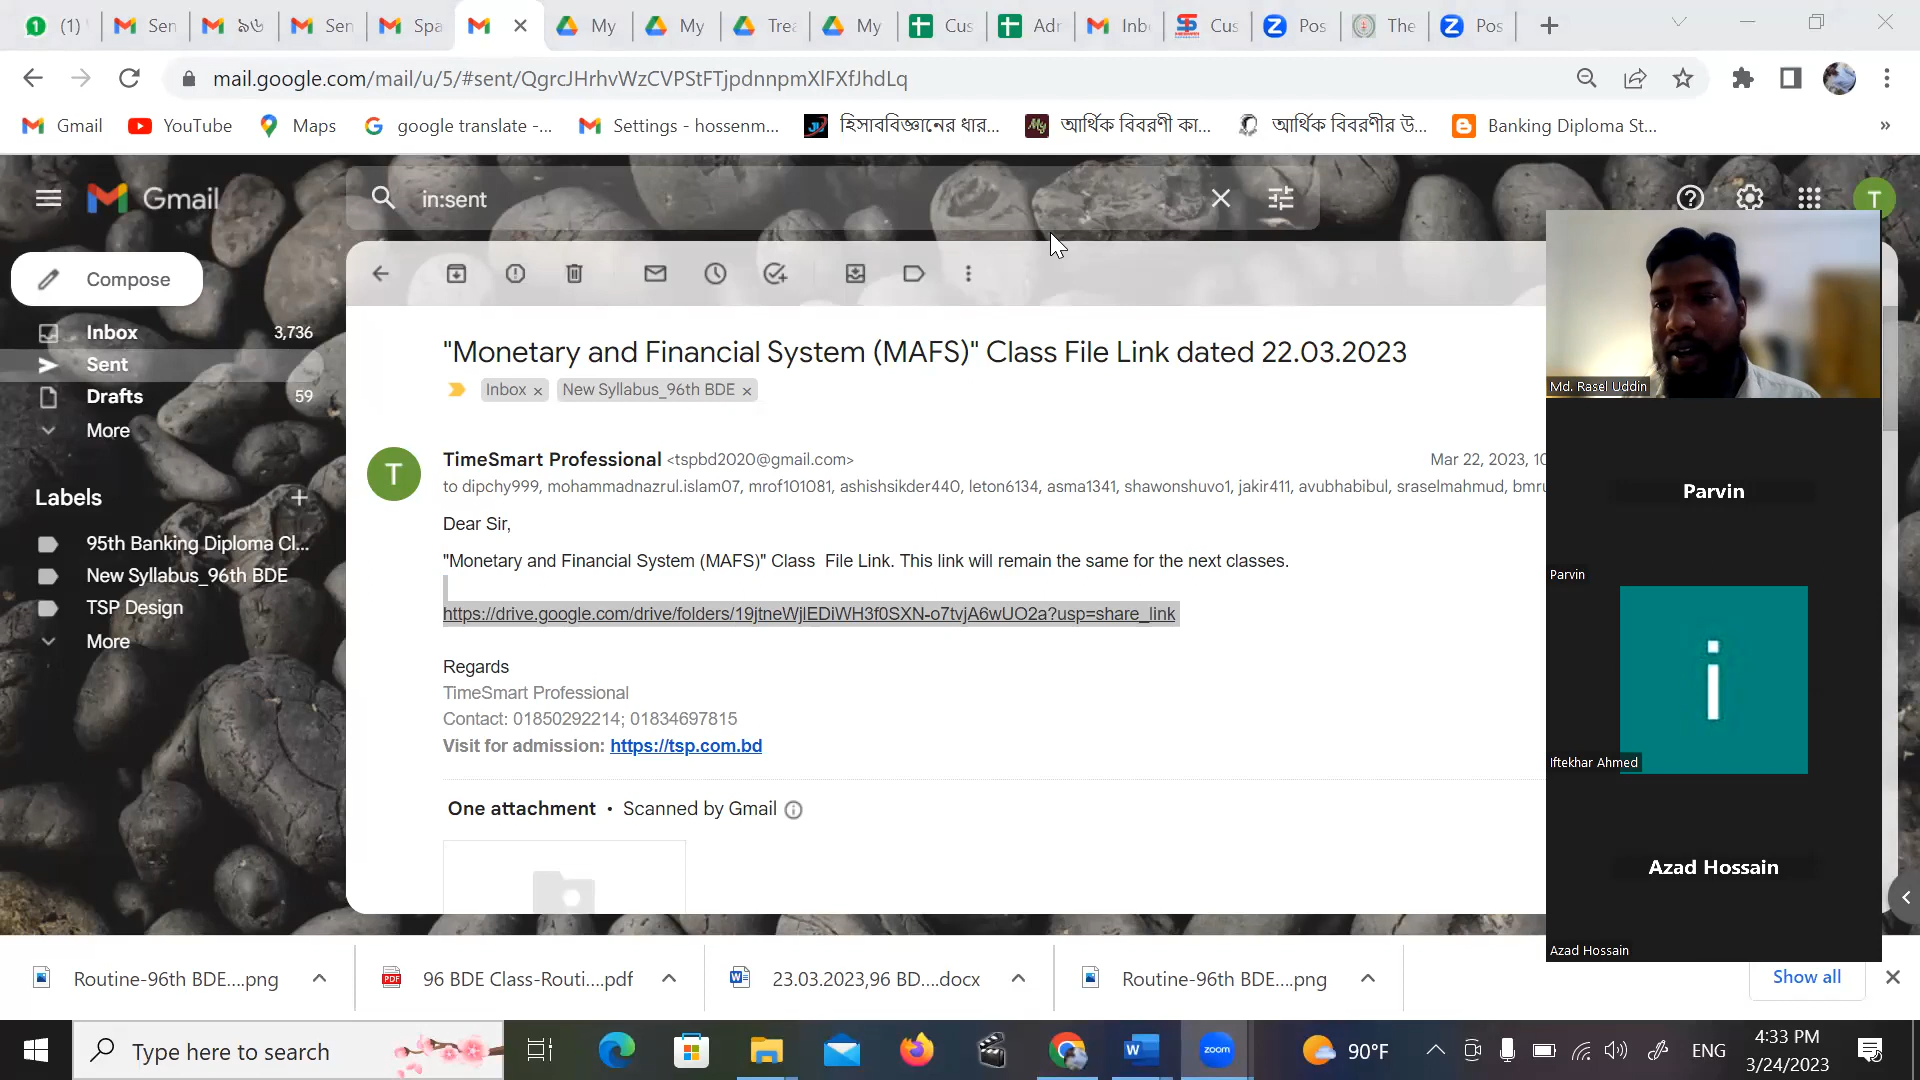 (1) Sen ৯৬ Sen Spa My My Trea My Cus Adr Inb Cus Pos The Pos
mail.google.com/mail/u/5/#sent/QgrcJHrhvWzCVPStFTjpdnnpmXlFXfJhdLq
Gmail YouTube Maps google translate -... Settings - hossenm... হিসাববিজ্ঞানের ধার... আর্থিক বিবরণী কা... আর্থিক বিবরণীর উ... Banking Diploma St... »
Gmail
in:sent
T
Compose
Inbox 3,736
Sent
Drafts 59
More
Labels
95th Banking Diploma Cl...
New Syllabus_96th BDE
TSP Design
More
"Monetary and Financial System (MAFS)" Class File Link dated 22.03.2023
Inbox x New Syllabus_96th BDE x
T
TimeSmart Professional <tspbd2020@gmail.com> Mar 22, 2023, 10
to dipchy999, mohammadnazrul.islam07, mrof101081, ashishsikder440, leton6134, asma1341, shawonshuvo1, jakir411, avubhabibul, sraselmahmud, bmru
Dear Sir,
"Monetary and Financial System (MAFS)" Class File Link. This link will remain the same for the next classes.
https://drive.google.com/drive/folders/19jtneWjlEDiWH3f0SXN-o7tvjA6wUO2a?usp=share_link
Regards
TimeSmart Professional
Contact: 01850292214; 01834697815
Visit for admission: https://tsp.com.bd
One attachment • Scanned by Gmail
Md. Rasel Uddin
Parvin
Parvin
i
Iftekhar Ahmed
Azad Hossain
Azad Hossain
Routine-96th BDE....png 96 BDE Class-Routi....pdf 23.03.2023,96 BD....docx Routine-96th BDE....png Show all
Type here to search
zoom
90°F ENG
4:33 PM
3/24/2023